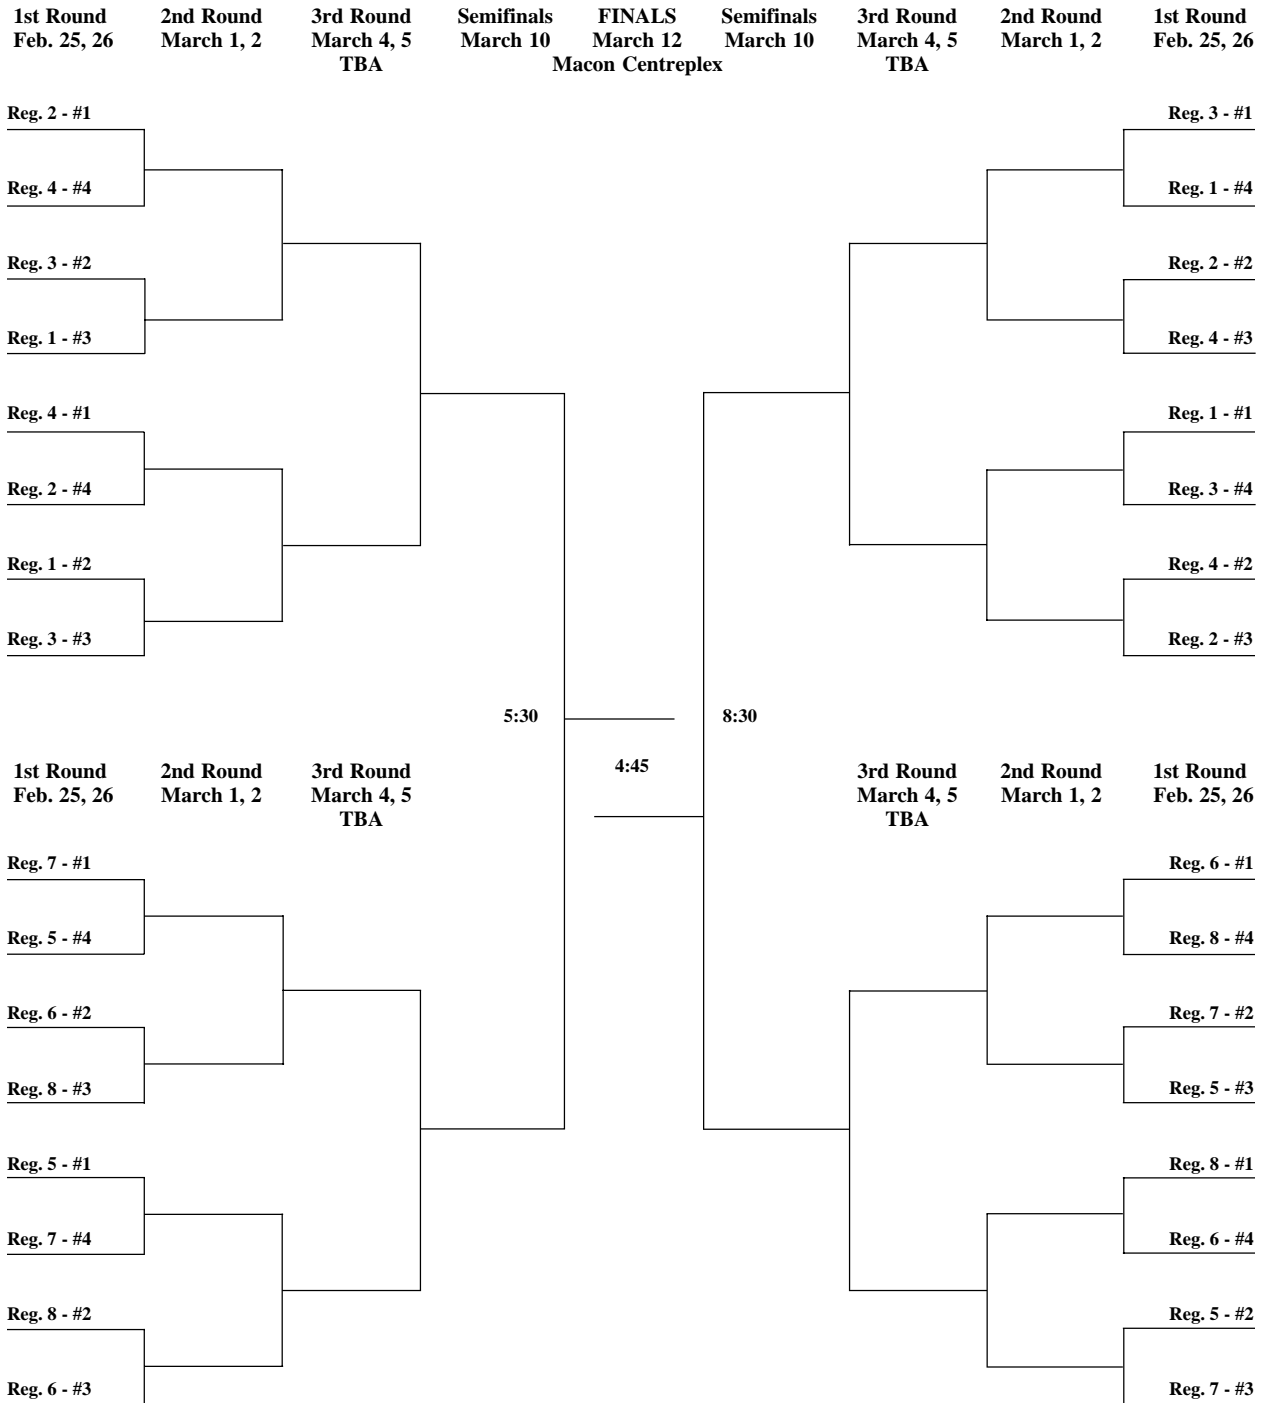 1st Round 2nd Round 3rd Round Semifinals FINALS Semifinals 3rd Round 2nd Round 1st Round
Feb. 25, 26 March 1, 2 March 4, 5 March 10 March 12 March 10 March 4, 5 March 1, 2 Feb. 25, 26
TBA Macon Centreplex TBA
Reg. 2 - #1 Reg. 3 - #1
Reg. 4 - #4 Reg. 1 - #4
Reg. 3 - #2 Reg. 2 - #2
Reg. 1 - #3 Reg. 4 - #3
Reg. 4 - #1 Reg. 1 - #1
Reg. 2 - #4 Reg. 3 - #4
Reg. 1 - #2 Reg. 4 - #2
Reg. 3 - #3 Reg. 2 - #3
5:30 8:30
4:45
1st Round 2nd Round 3rd Round 3rd Round 2nd Round 1st Round
Feb. 25, 26 March 1, 2 March 4, 5 March 4, 5 March 1, 2 Feb. 25, 26
TBA TBA
Reg. 7 - #1 Reg. 6 - #1
Reg. 5 - #4 Reg. 8 - #4
Reg. 6 - #2 Reg. 7 - #2
Reg. 8 - #3 Reg. 5 - #3
Reg. 5 - #1 Reg. 8 - #1
Reg. 7 - #4 Reg. 6 - #4
Reg. 8 - #2 Reg. 5 - #2
Reg. 6 - #3 Reg. 7 - #3